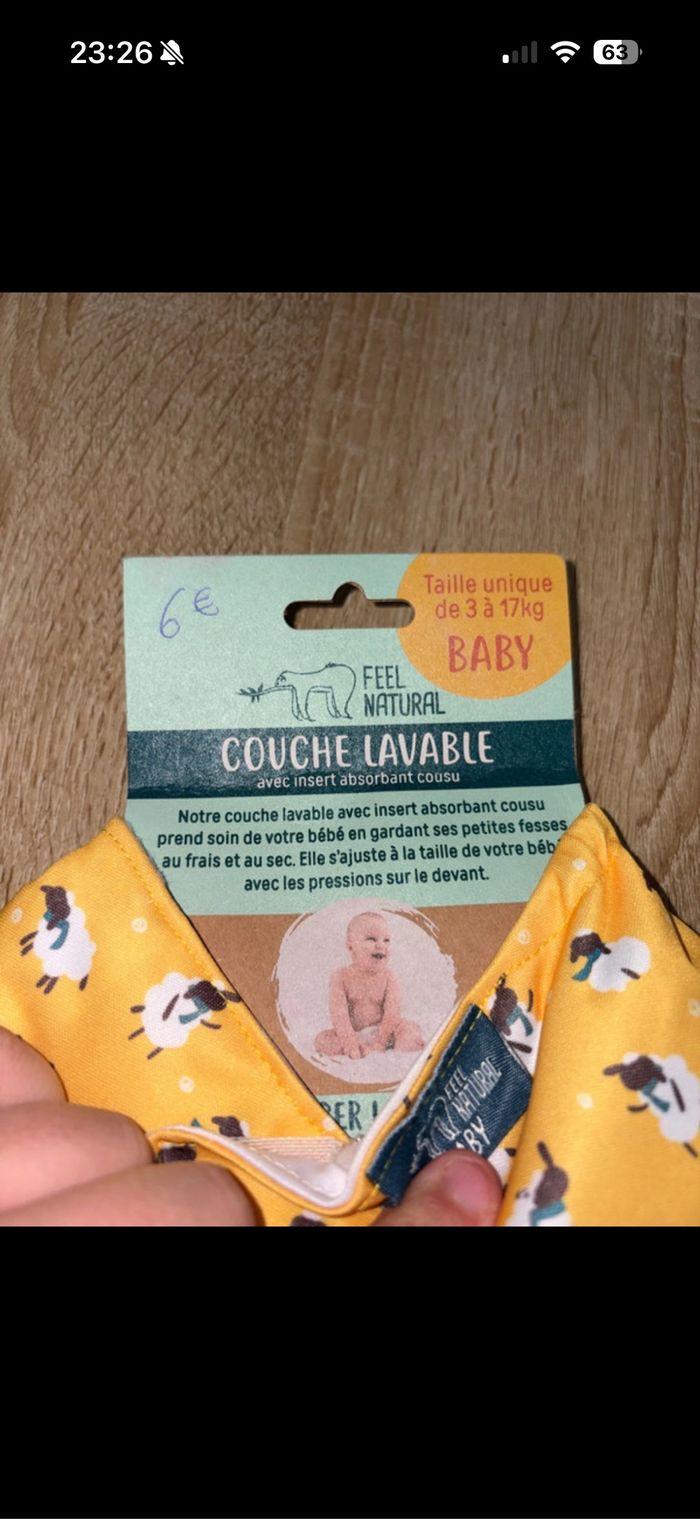 23:26
63
6€
Taille unique
de 3 à 17kg
BABY
FEEL
NATURAL
COUCHE LAVABLE
avec insert absorbant cousu
Notre couche lavable avec insert absorbant cousu
prend soin de votre bébé en gardant ses petites fesses
au frais et au sec. Elle s'ajuste à la taille de votre
avec les pressions sur le devant.
FEEL
NATURAL